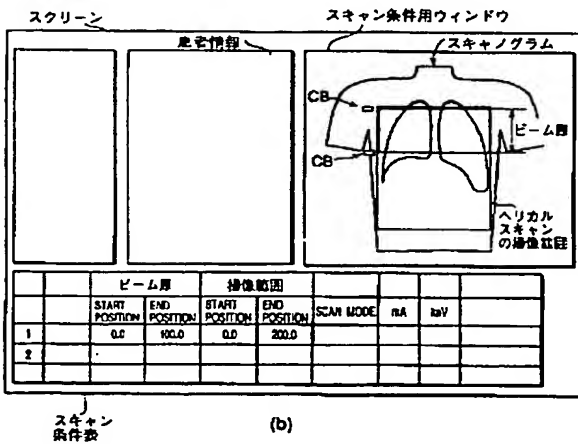 スクリーン
スキャン条件用ウィンドウ
患者情報
スキャノグラム
CB
ビーム厚
CB
ヘリカル
スキャン
の撮像範囲
ビーム厚 撮像範囲
START POSITION END POSITION START POSITION END POSITION SCAN MODE mA keV
1 0.0 100.0 0.0 200.0
2
スキャン
条件表
(b)